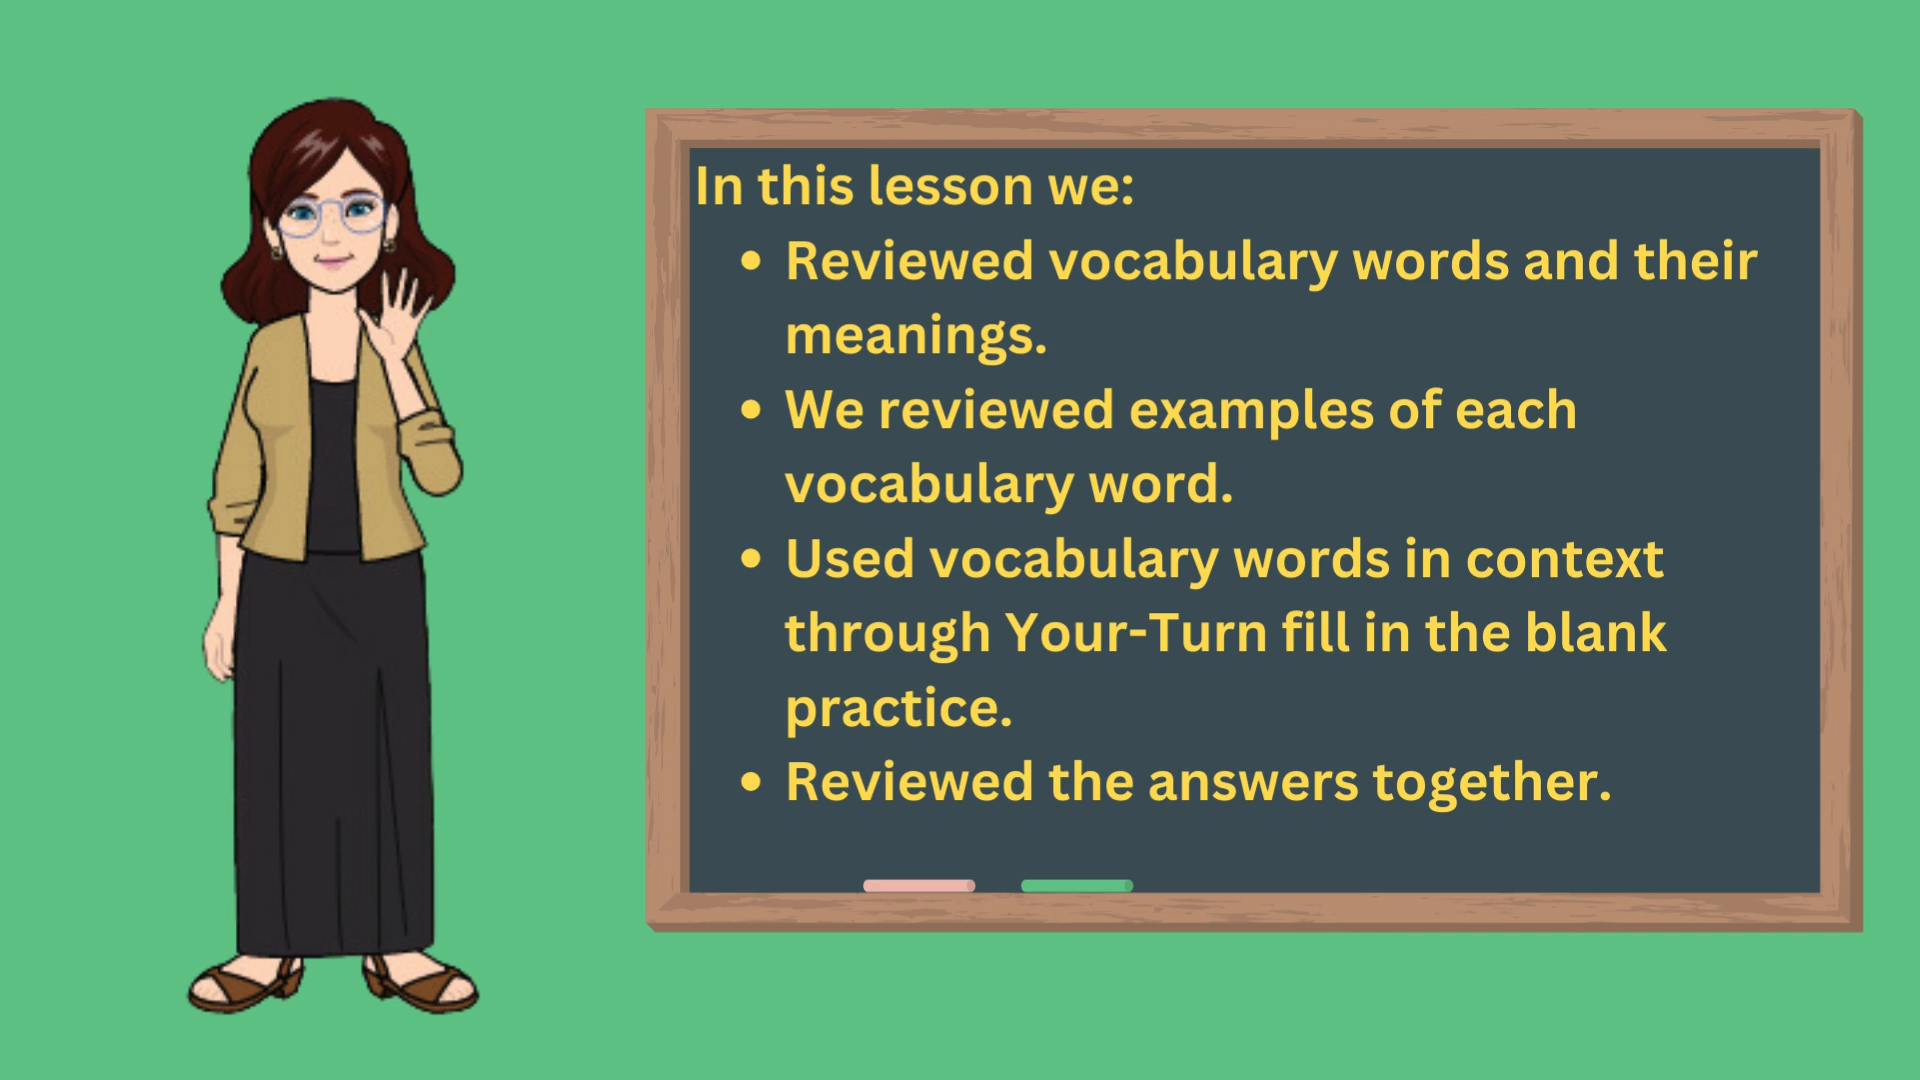 In this lesson we:
• Reviewed vocabulary words and their
meanings.
• We reviewed examples of each
vocabulary word.
• Used vocabulary words in context
through Your-Turn fill in the blank
practice.
• Reviewed the answers together.